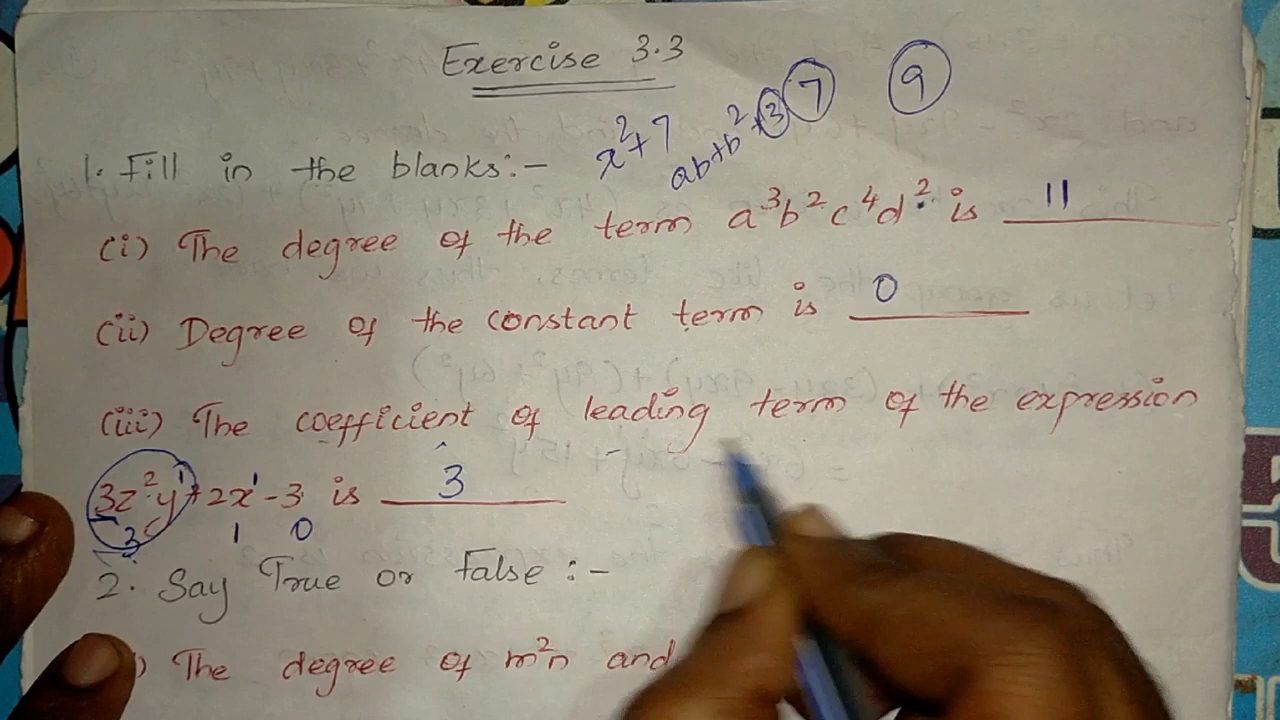 Exercise 3.3
x²+7 ab+b²+3 7 9
1. Fill in the blanks:-
(i) The degree of the term a³b²c⁴d² is 11
(ii) Degree of the constant term is 0
(iii) The coefficient of leading term of the expression
3z²y¹+2x¹-3 is 3
3 1 0
2. Say True or False:-
) The degree of m²n and